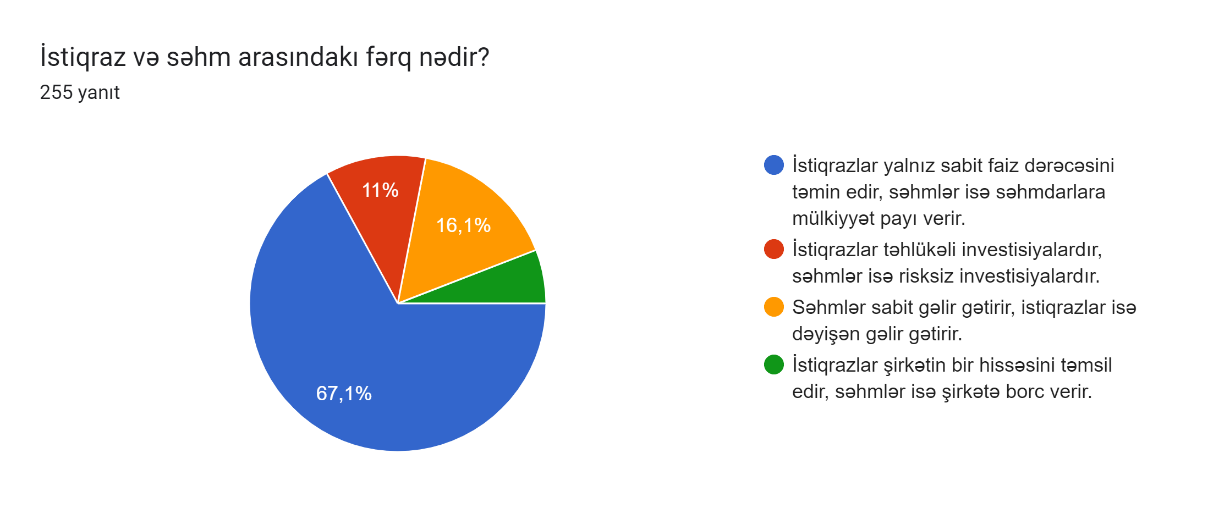 İstiqraz və səhm arasındakı fərq nədir?
255 yanıt
11%
16,1%
67,1%
İstiqrazlar yalnız sabit faiz dərəcəsini
təmin edir, səhmlər isə səhmdarlara
mülkiyyət payı verir.
İstiqrazlar təhlükəli investisiyalardır,
səhmlər isə risksiz investisiyalardır.
Səhmlər sabit gəlir gətirir, istiqrazlar isə
dəyişən gəlir gətirir.
İstiqrazlar şirkətin bir hissəsini təmsil
edir, səhmlər isə şirkətə borc verir.